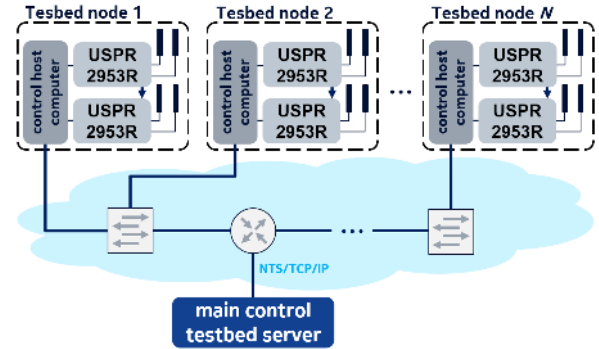 Tesbed node 1
Tesbed node 2
Tesbed node N
control host
computer
USPR
2953R
USPR
2953R
control host
computer
USPR
2953R
USPR
2953R
...
control host
computer
USPR
2953R
USPR
2953R
...
NTS/TCP/IP
main control
testbed server